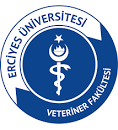 ERCİYES ÜNİVERSİTESİ
VETERİNER FAKÜLTESİ